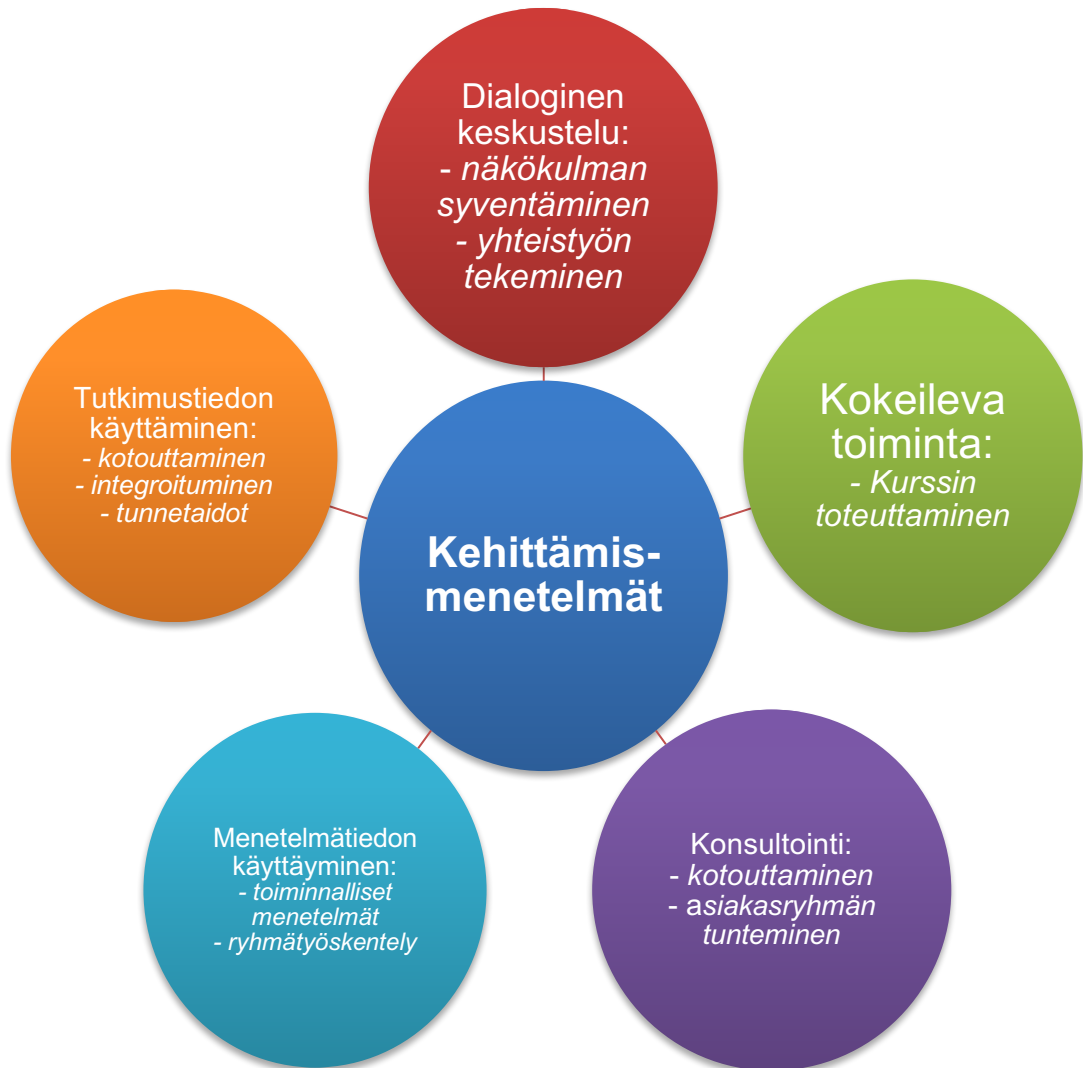 Dialoginen
keskustelu:
- näkökulman
syventäminen
- yhteistyön
tekeminen
Kokeileva
toiminta:
- Kurssin
toteuttaminen
Tutkimustiedon
käyttäminen:
- kotouttaminen
- integroituminen
- tunnetaidot
Kehittämis-
menetelmät
Menetelmätiedon
käyttäyminen:
- toiminnalliset
menetelmät
- ryhmätyöskentely
Konsultointi:
- kotouttaminen
- asiakasryhmän
tunteminen